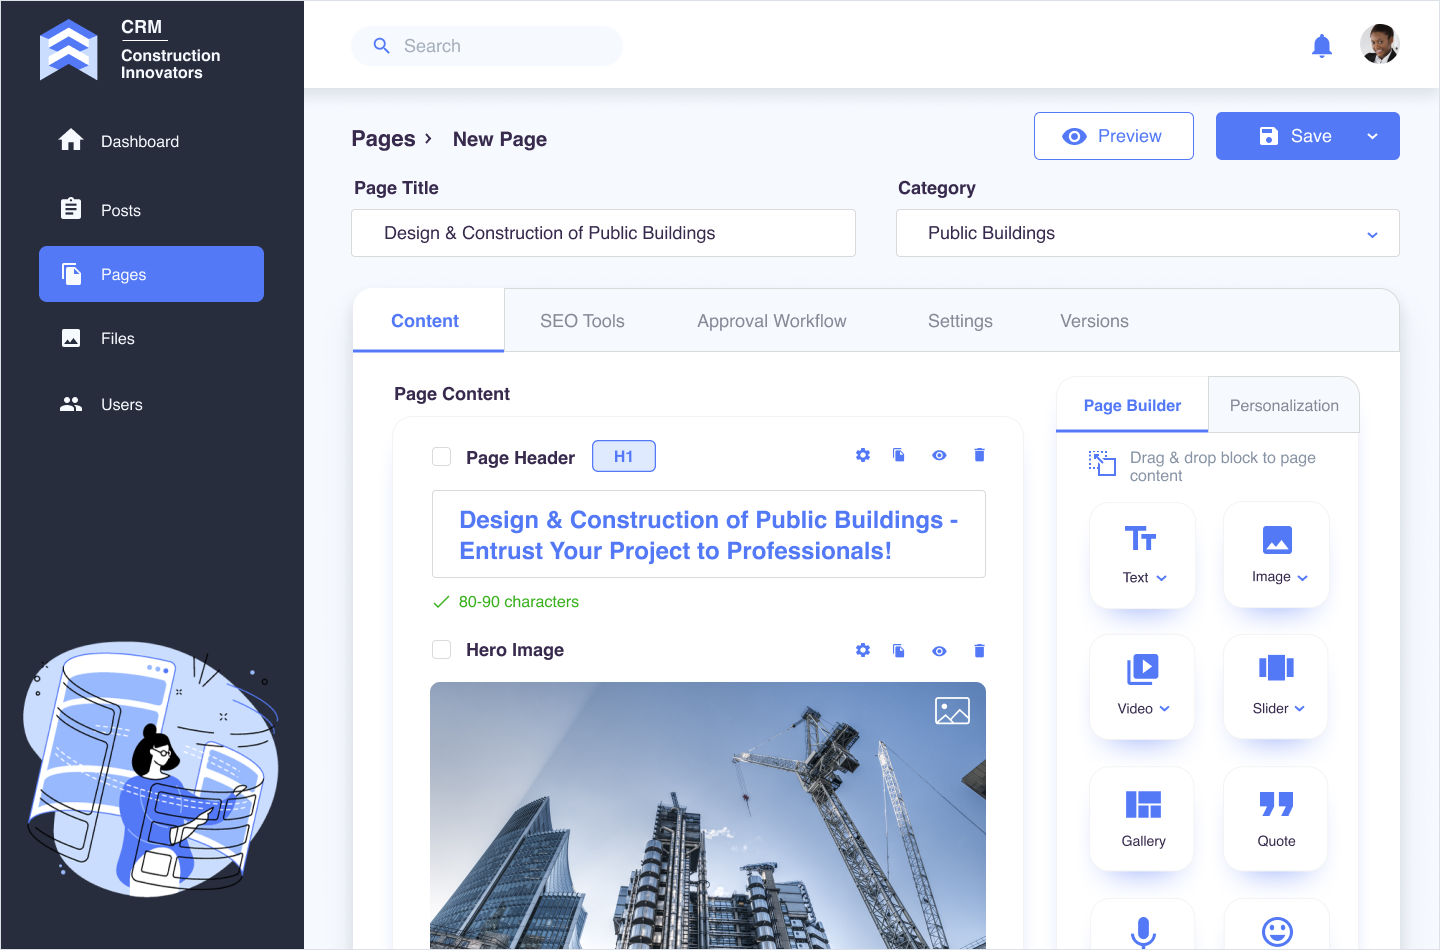 CRM
Construction
Innovators
Search
Dashboard
Posts
Pages
Files
Users
Pages › New Page
Preview
Save
Page Title
Category
Design & Construction of Public Buildings
Public Buildings
Content
SEO Tools
Approval Workflow
Settings
Versions
Page Content
Page Header
H1
Design & Construction of Public Buildings -
Entrust Your Project to Professionals!
80-90 characters
Hero Image
Page Builder
Personalization
Drag & drop block to page
content
Text
Image
Video
Slider
Gallery
Quote